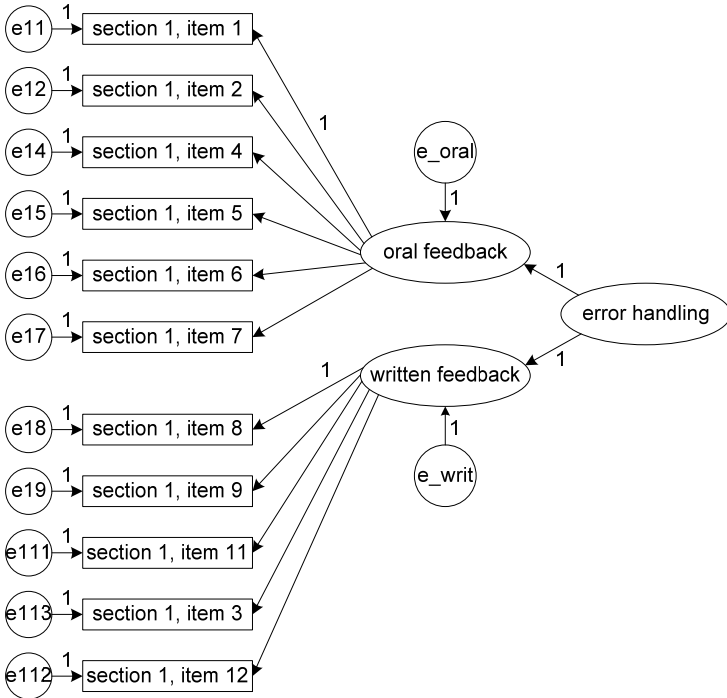 e11
1
section 1, item 1
e12
1
section 1, item 2
1
e14
1
section 1, item 4
e_oral
e15
1
section 1, item 5
1
e16
1
section 1, item 6
oral feedback
1
e17
1
section 1, item 7
error handling
1
written feedback
1
e18
1
section 1, item 8
1
e_writ
e19
1
section 1, item 9
e111
1
section 1, item 11
e113
1
section 1, item 3
e112
1
section 1, item 12